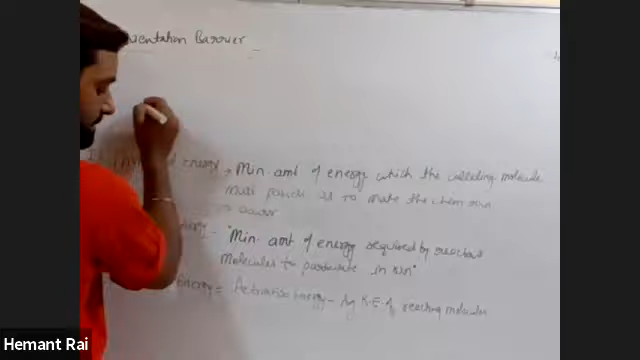 Barrier
energy → Min. amt of energy which the colliding molecule
must possess as to make the chem rxn
→ occur
"Min. amt of energy required by reactant
molecules to participate in rxn"
Energy = Activation Energy - Avg K.E. of reacting molecules
Hemant Rai